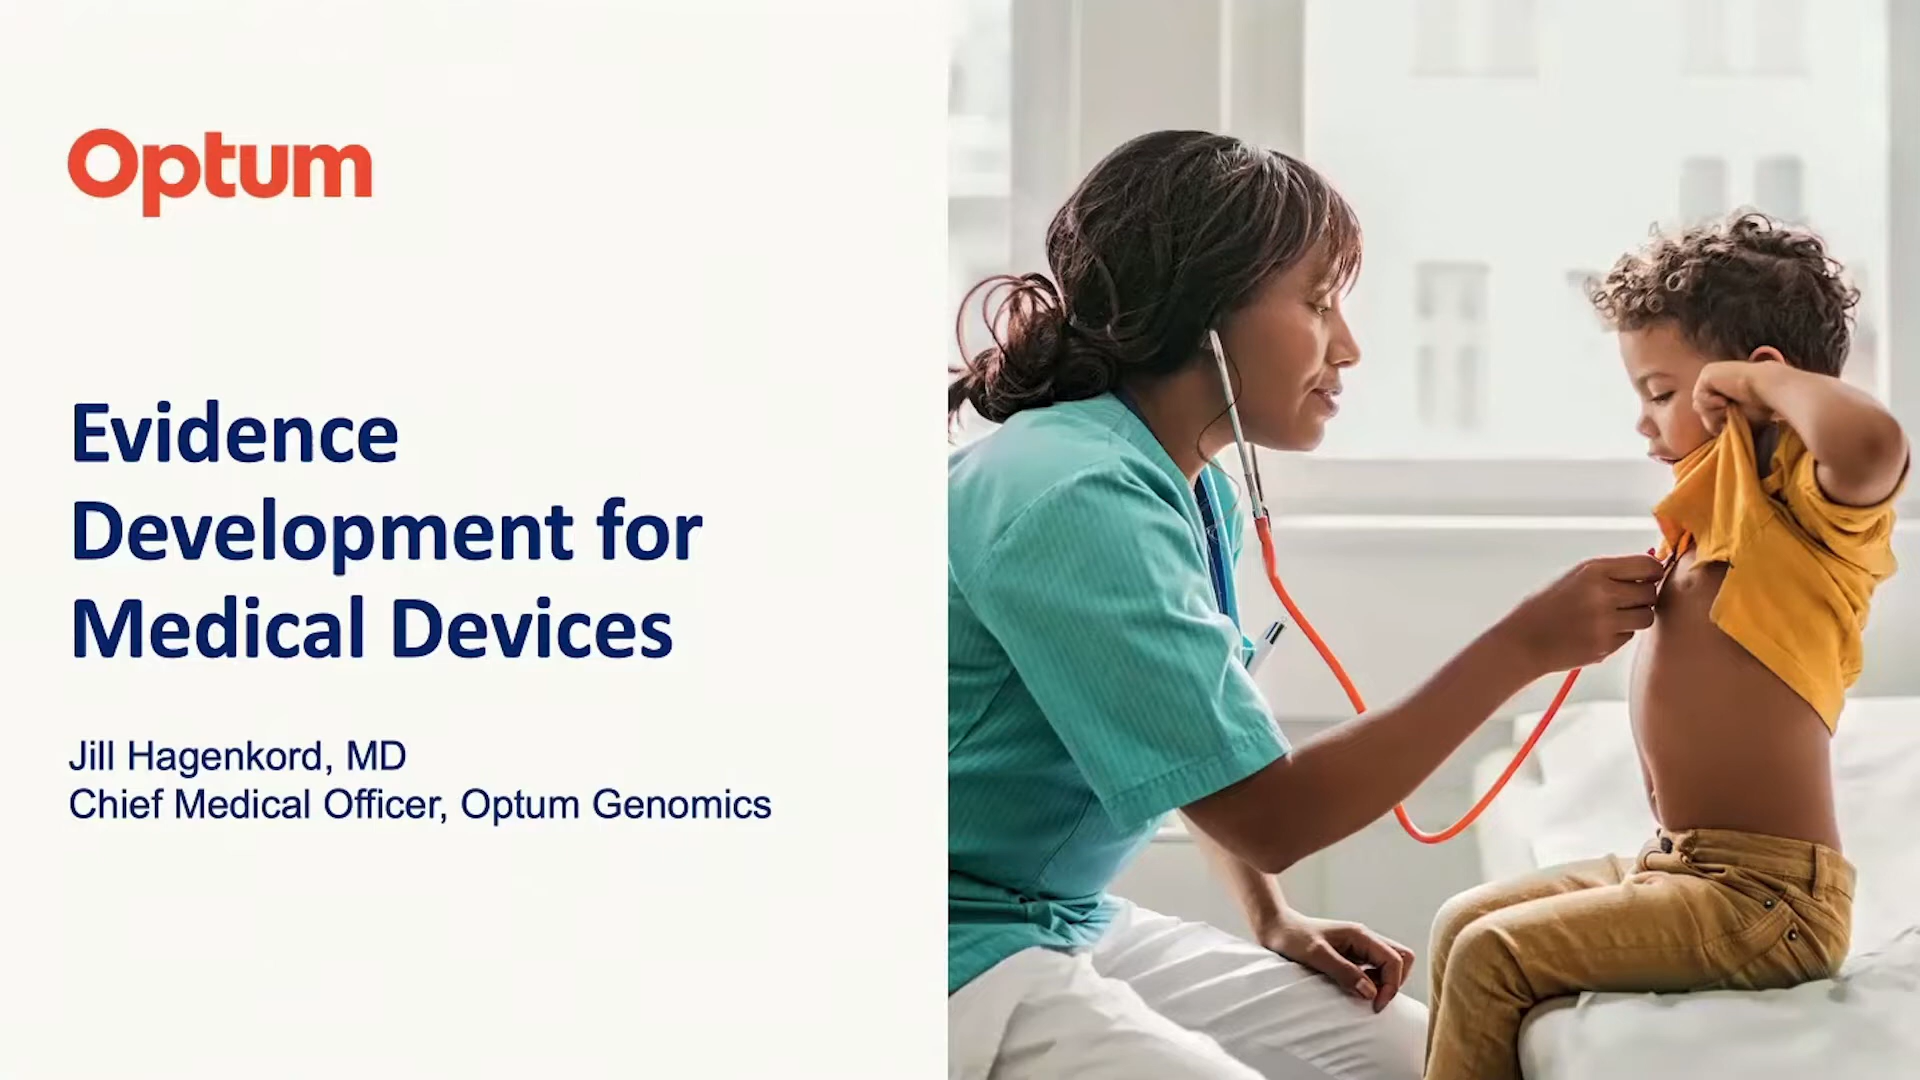 Optum
Evidence
Development for
Medical Devices
Jill Hagenkord, MD
Chief Medical Officer, Optum Genomics